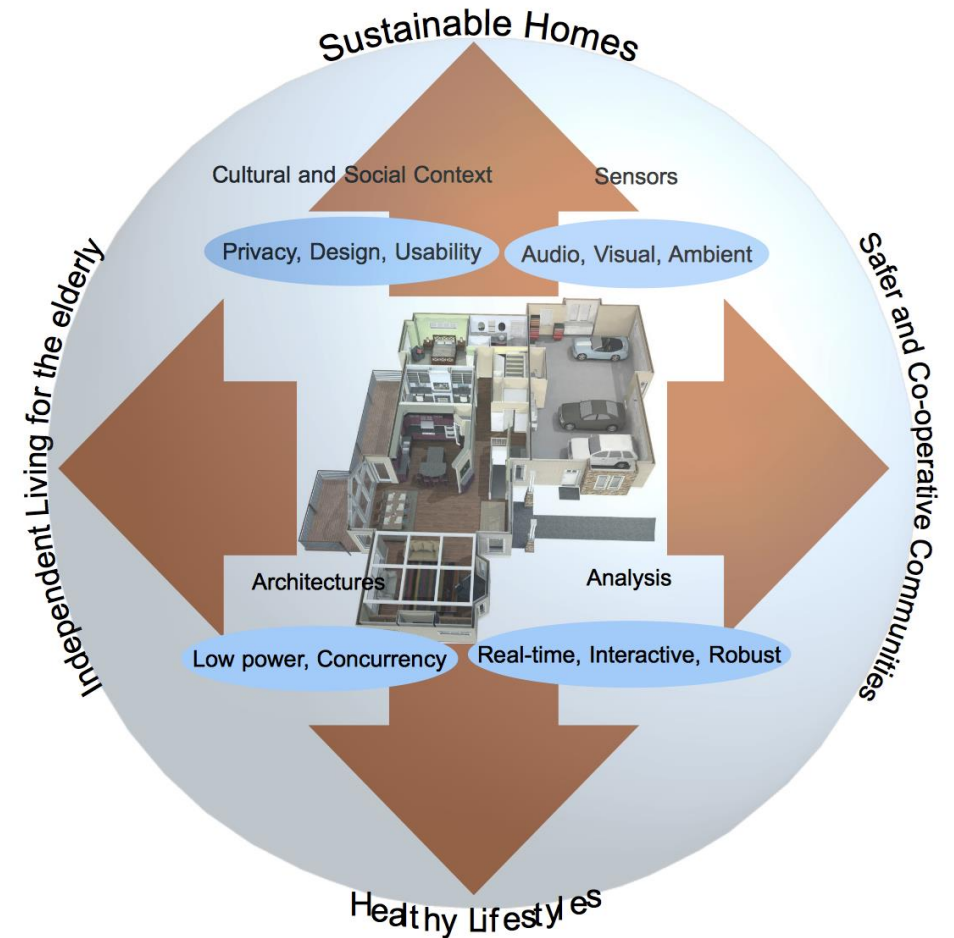 Sustainable Homes
Cultural and Social Context
Sensors
Privacy, Design, Usability
Audio, Visual, Ambient
Independent Living for the elderly
Safer and Co-operative Communities
Architectures
Analysis
Low power, Concurrency
Real-time, Interactive, Robust
Healthy Lifestyles